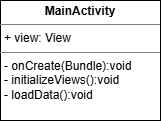 MainActivity
+ view: View
- onCreate(Bundle):void
- initializeViews():void
- loadData():void